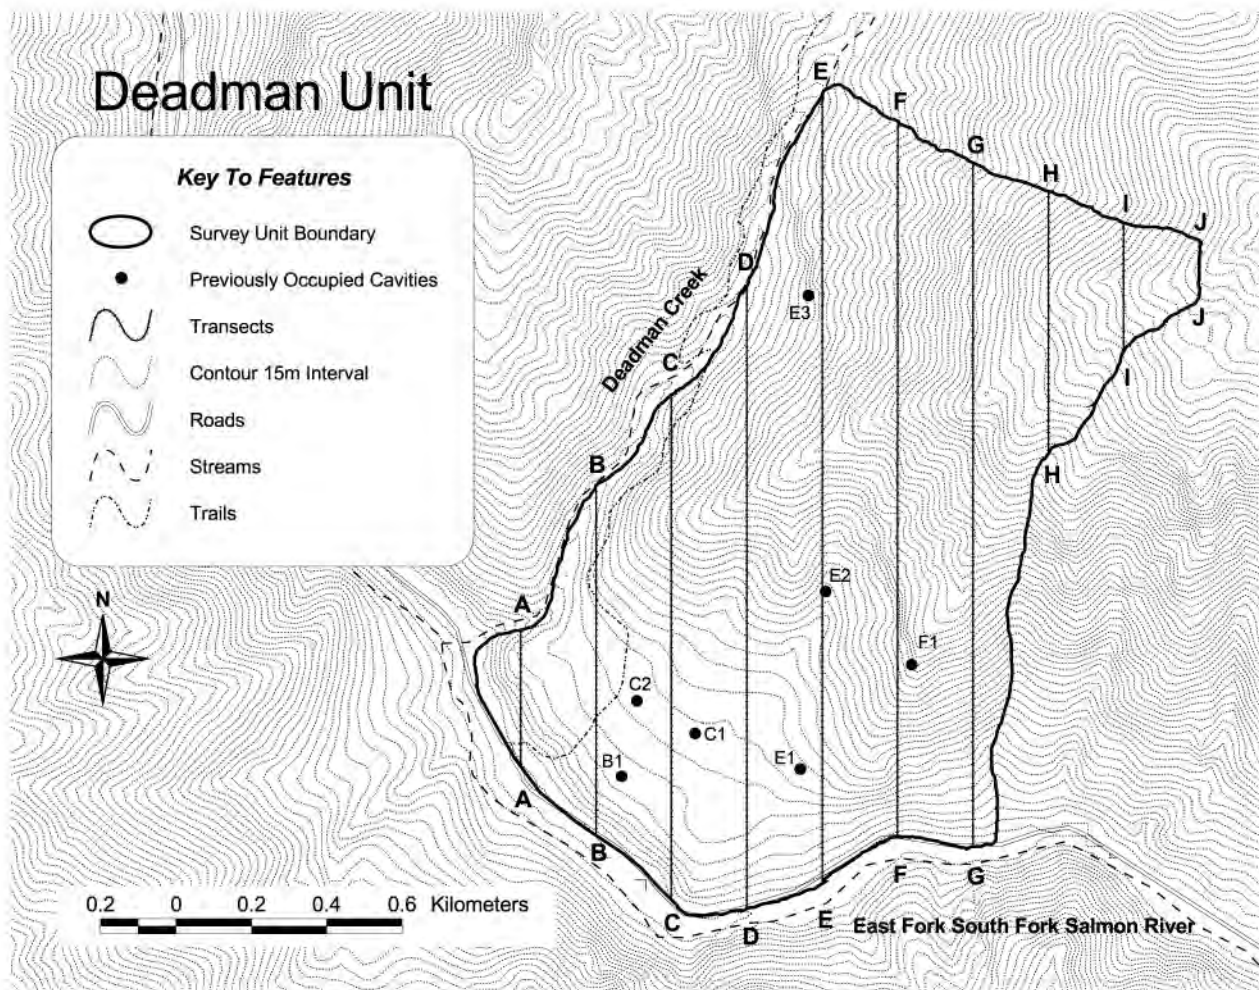 Deadman Unit
Key To Features
Survey Unit Boundary
Previously Occupied Cavities
Transects
Contour 15m Interval
Roads
Streams
Trails
E
F
G
H
I
J
D
Deadman Creek
E3
J
C
I
B
H
N
A
E2
F1
C2
C1
B1
E1
A
B
F
G
C
D
E
East Fork South Fork Salmon River
0.2 0 0.2 0.4 0.6 Kilometers